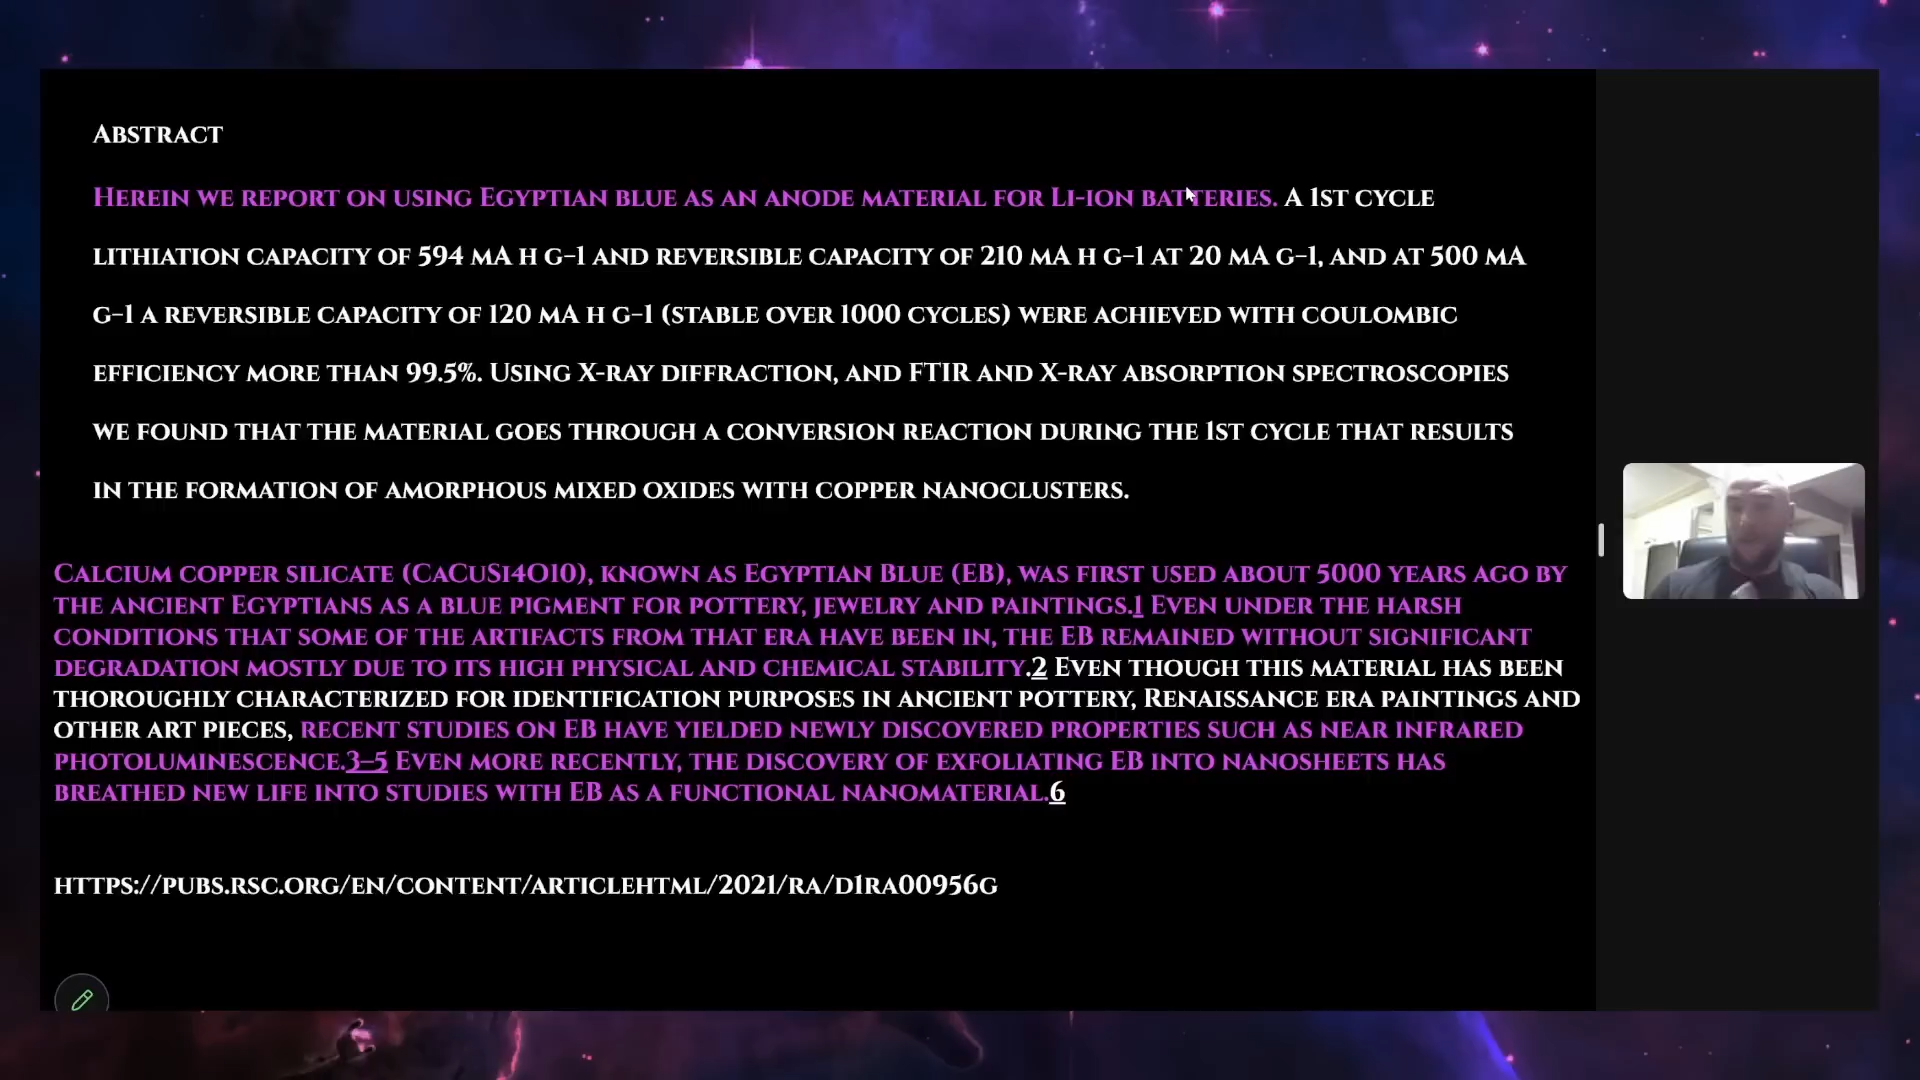 Abstract
Herein we report on using Egyptian blue as an anode material for Li-ion batteries. A 1st cycle
lithiation capacity of 594 mA h g−1 and reversible capacity of 210 mA h g−1 at 20 mA g−1, and at 500 mA
g−1 a reversible capacity of 120 mA h g−1 (stable over 1000 cycles) were achieved with Coulombic
efficiency more than 99.5%. Using X-ray diffraction, and FTIR and X-ray absorption spectroscopies
we found that the material goes through a conversion reaction during the 1st cycle that results
in the formation of amorphous mixed oxides with copper nanoclusters.
Calcium copper silicate (CaCuSi4O10), known as Egyptian Blue (EB), was first used about 5000 years ago by
the ancient Egyptians as a blue pigment for pottery, jewelry and paintings.1 Even under the harsh
conditions that some of the artifacts from that era have been in, the EB remained without significant
degradation mostly due to its high physical and chemical stability.2 Even though this material has been
thoroughly characterized for identification purposes in ancient pottery, Renaissance era paintings and
other art pieces, recent studies on EB have yielded newly discovered properties such as near infrared
photoluminescence.3–5 Even more recently, the discovery of exfoliating EB into nanosheets has
breathed new life into studies with EB as a functional nanomaterial.6
https://pubs.rsc.org/en/content/articlehtml/2021/ra/d1ra00956g